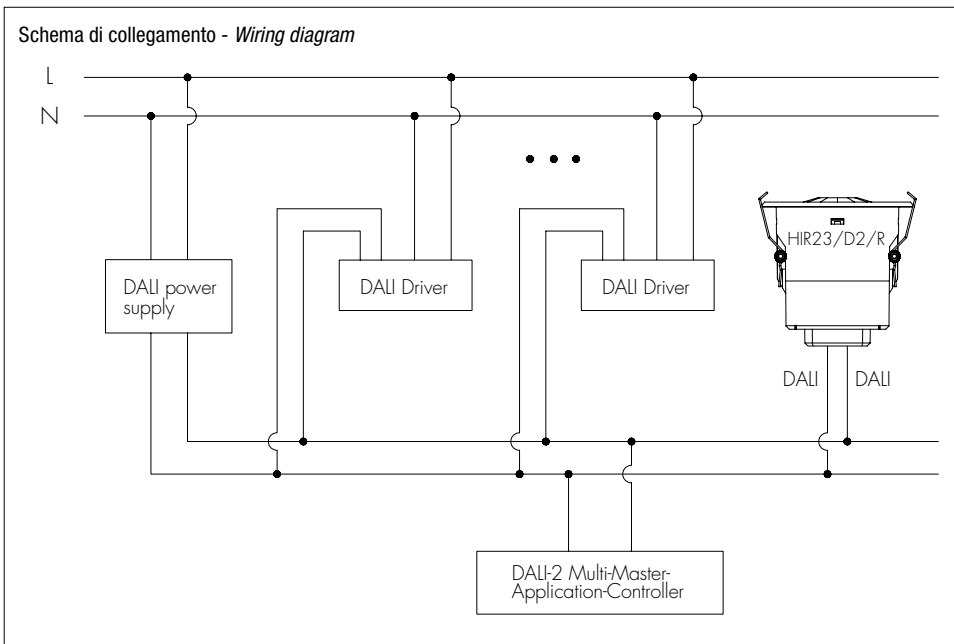 Schema di collegamento - Wiring diagram
L
N
HIR23/D2/R
DALI power
supply
DALI Driver
DALI Driver
DALI
DALI
DALI-2 Multi-Master-
Application-Controller